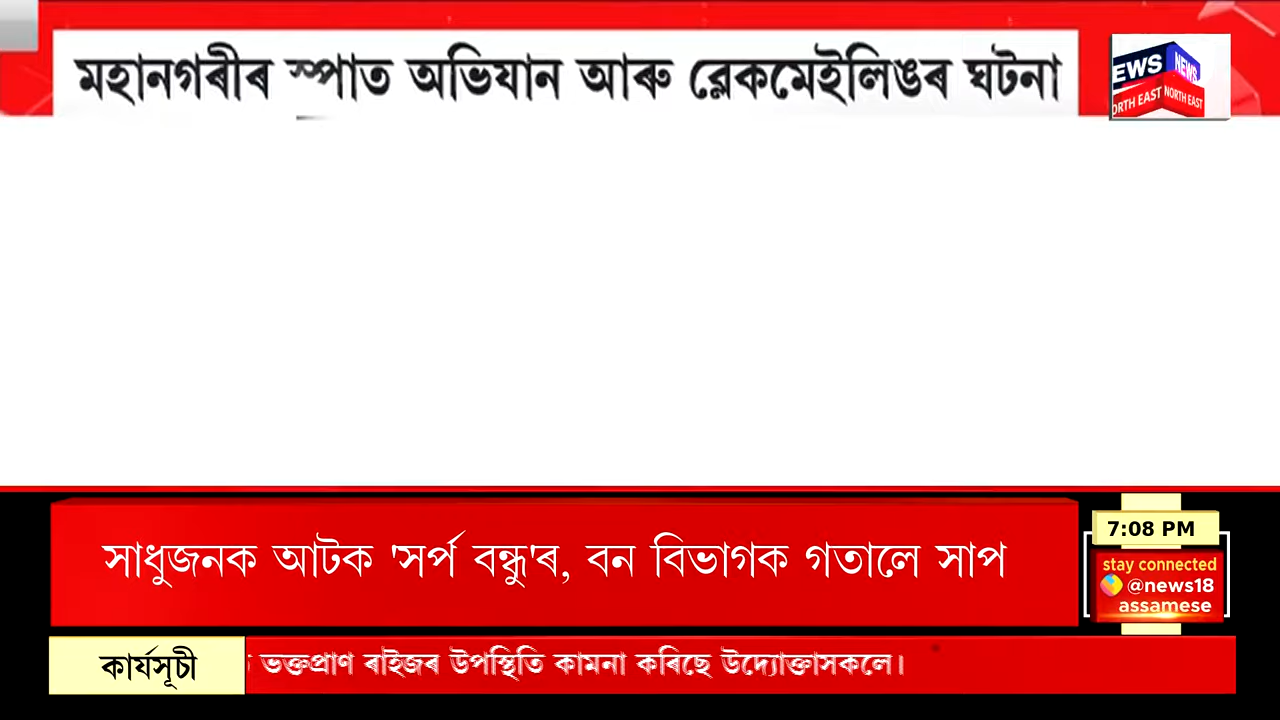 মহানগৰীৰ স্পাত অভিযান আৰু ব্লেকমেইলিঙৰ ঘটনা
EWS NEWS
ORTH EAST NORTH EAST
সাধুজনক আটক 'সৰ্প বন্ধু'ৰ, বন বিভাগক গতালে সাপ
7:08 PM
stay connected
@news18
assamese
কাৰ্যসূচী
ভক্তপ্ৰাণ ৰাইজৰ উপস্থিতি কামনা কৰিছে উদ্যোক্তাসকলে।